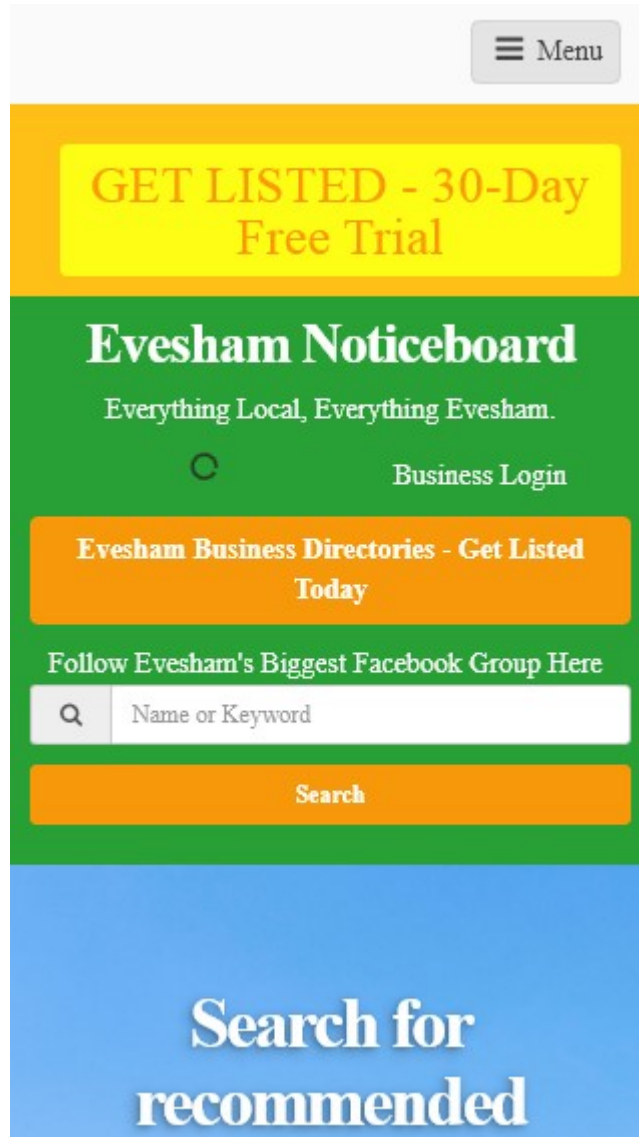 Menu
GET LISTED - 30-Day
Free Trial
Evesham Noticeboard
Everything Local, Everything Evesham.
Business Login
Evesham Business Directories - Get Listed
Today
Follow Evesham's Biggest Facebook Group Here
Name or Keyword
Search
Search for
recommended